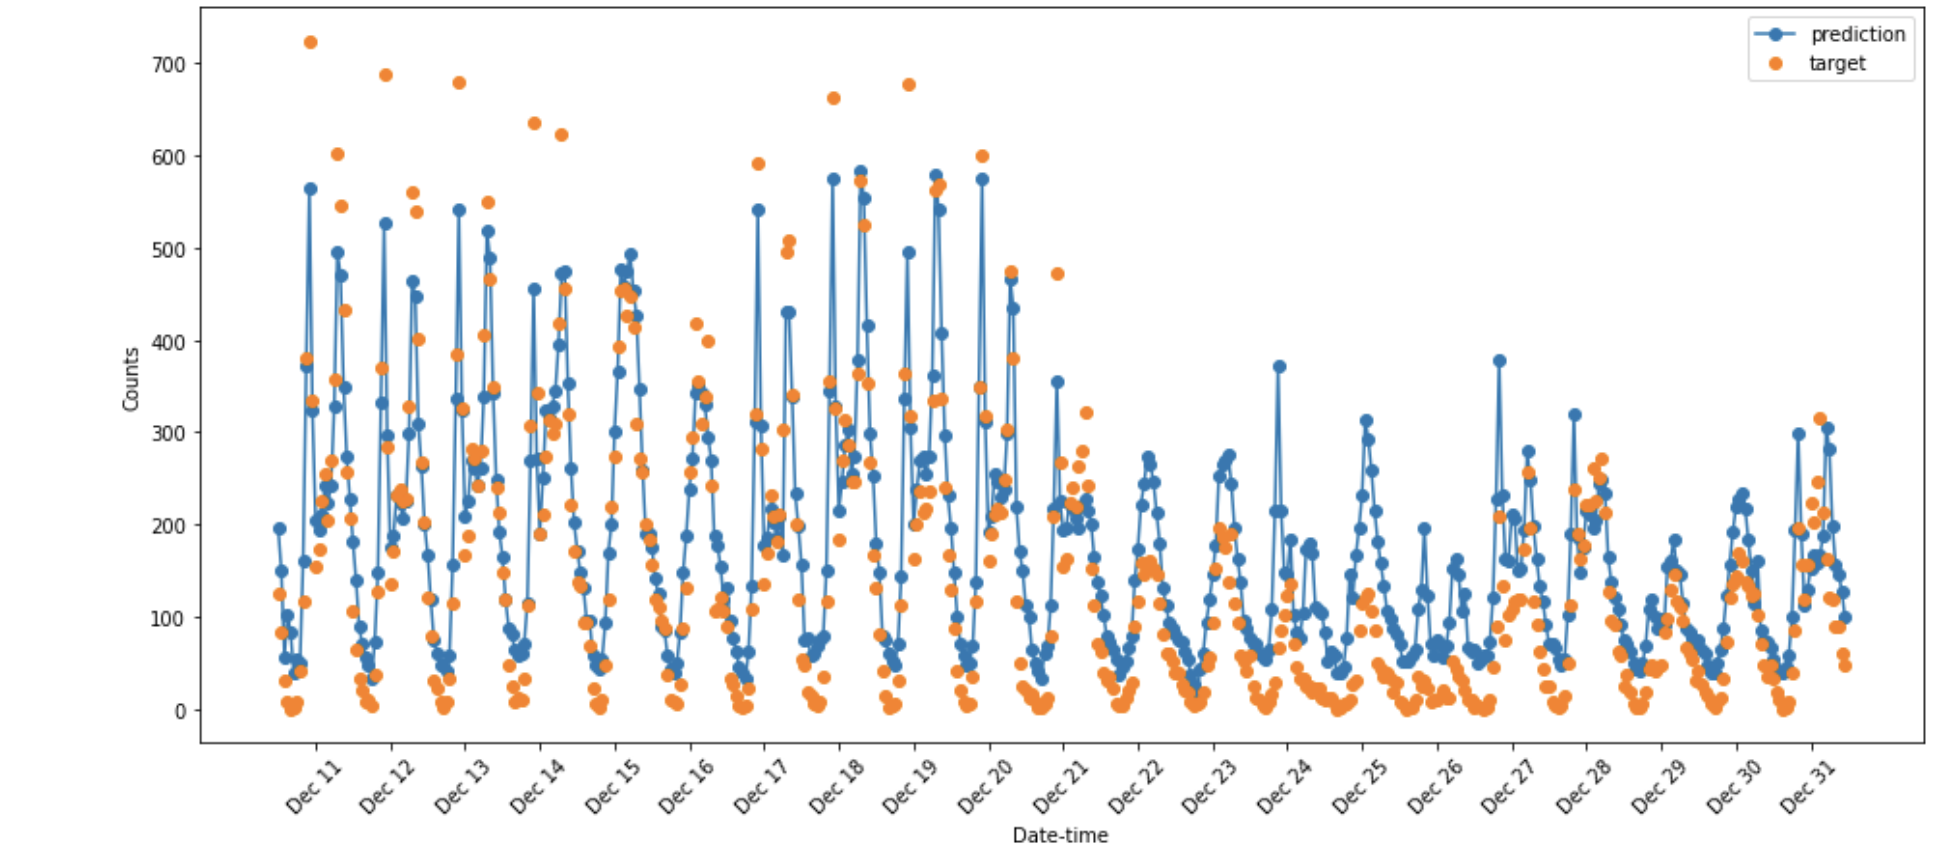 prediction
target
700
600
500
400
300
200
100
0
Counts
Dec 11
Dec 12
Dec 13
Dec 14
Dec 15
Dec 16
Dec 17
Dec 18
Dec 19
Dec 20
Dec 21
Dec 22
Dec 23
Dec 24
Dec 25
Dec 26
Dec 27
Dec 28
Dec 29
Dec 30
Dec 31
Date-time